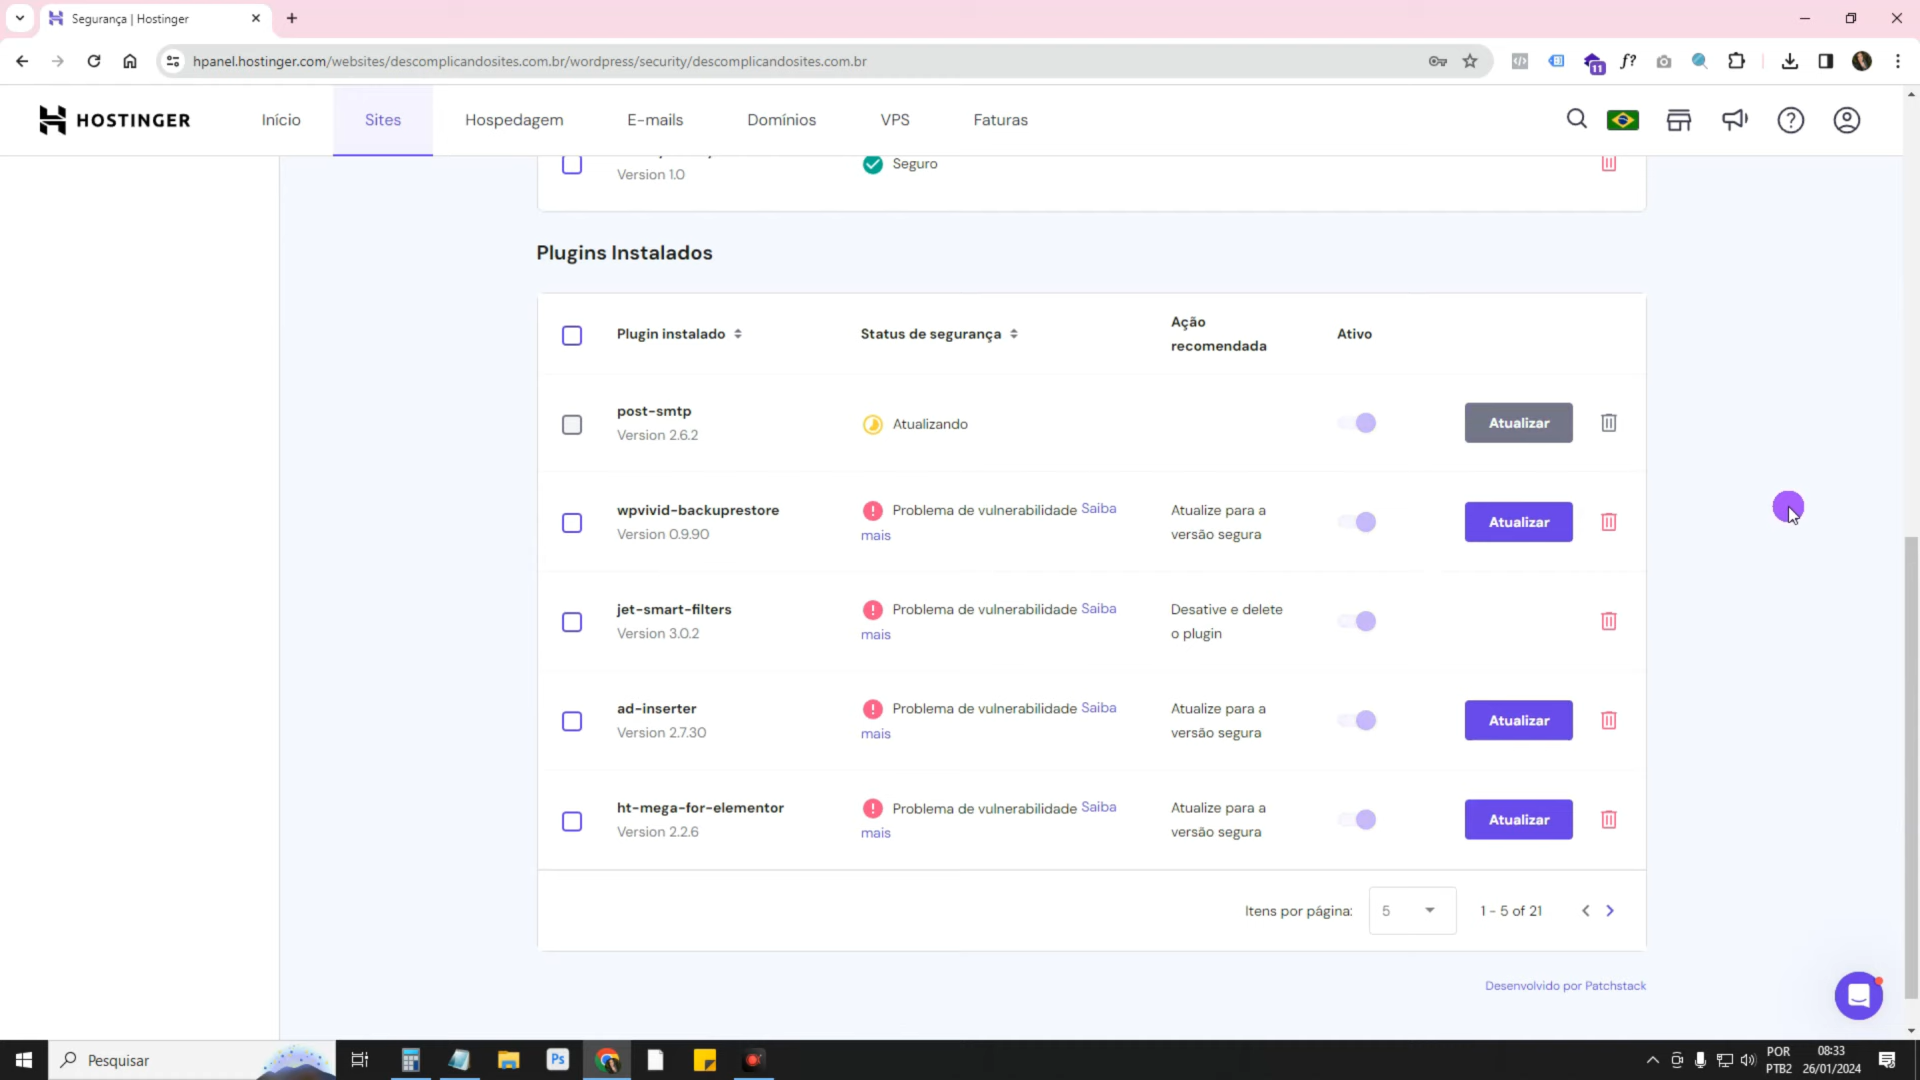 Segurança | Hostinger
hpanel.hostinger.com/websites/descomplicandosites.com.br/wordpress/security/descomplicandosites.com.br
f?
11
HOSTINGER
Início
Sites
Hospedagem
E-mails
Domínios
VPS
Faturas
Version 1.0
Seguro
Plugins Instalados
Plugin instalado
Status de segurança
Ação
recomendada
Ativo
post-smtp
Version 2.6.2
Atualizando
Atualizar
wpvivid-backuprestore
Version 0.9.90
Problema de vulnerabilidade Saiba
mais
Atualize para a
versão segura
Atualizar
jet-smart-filters
Version 3.0.2
Problema de vulnerabilidade Saiba
mais
Desative e delete
o plugin
ad-inserter
Version 2.7.30
Problema de vulnerabilidade Saiba
mais
Atualize para a
versão segura
Atualizar
ht-mega-for-elementor
Version 2.2.6
Problema de vulnerabilidade Saiba
mais
Atualize para a
versão segura
Atualizar
Itens por página:
5
1 - 5 of 21
Desenvolvido por Patchstack
Pesquisar
Ps
POR
PTB2
08:33
26/01/2024